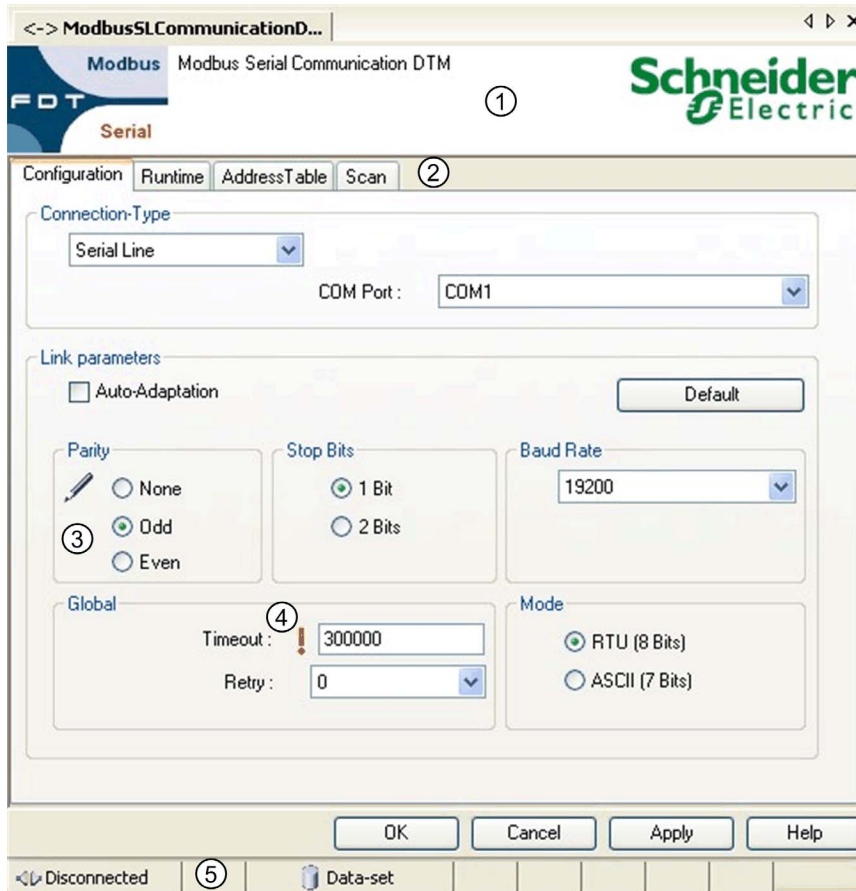 <-> ModbusSLCommunicationD...
Modbus Modbus Serial Communication DTM
FDT
Serial
Schneider
Electric
①
Configuration Runtime AddressTable Scan ②
Connection-Type
Serial Line
COM Port : COM1
Link parameters
Auto-Adaptation Default
Parity Stop Bits Baud Rate
None 1 Bit 19200
③ Odd 2 Bits
Even
Global Mode
④
Timeout : ! 300000 RTU (8 Bits)
Retry : 0 ASCII (7 Bits)
OK Cancel Apply Help
Disconnected ⑤ Data-set